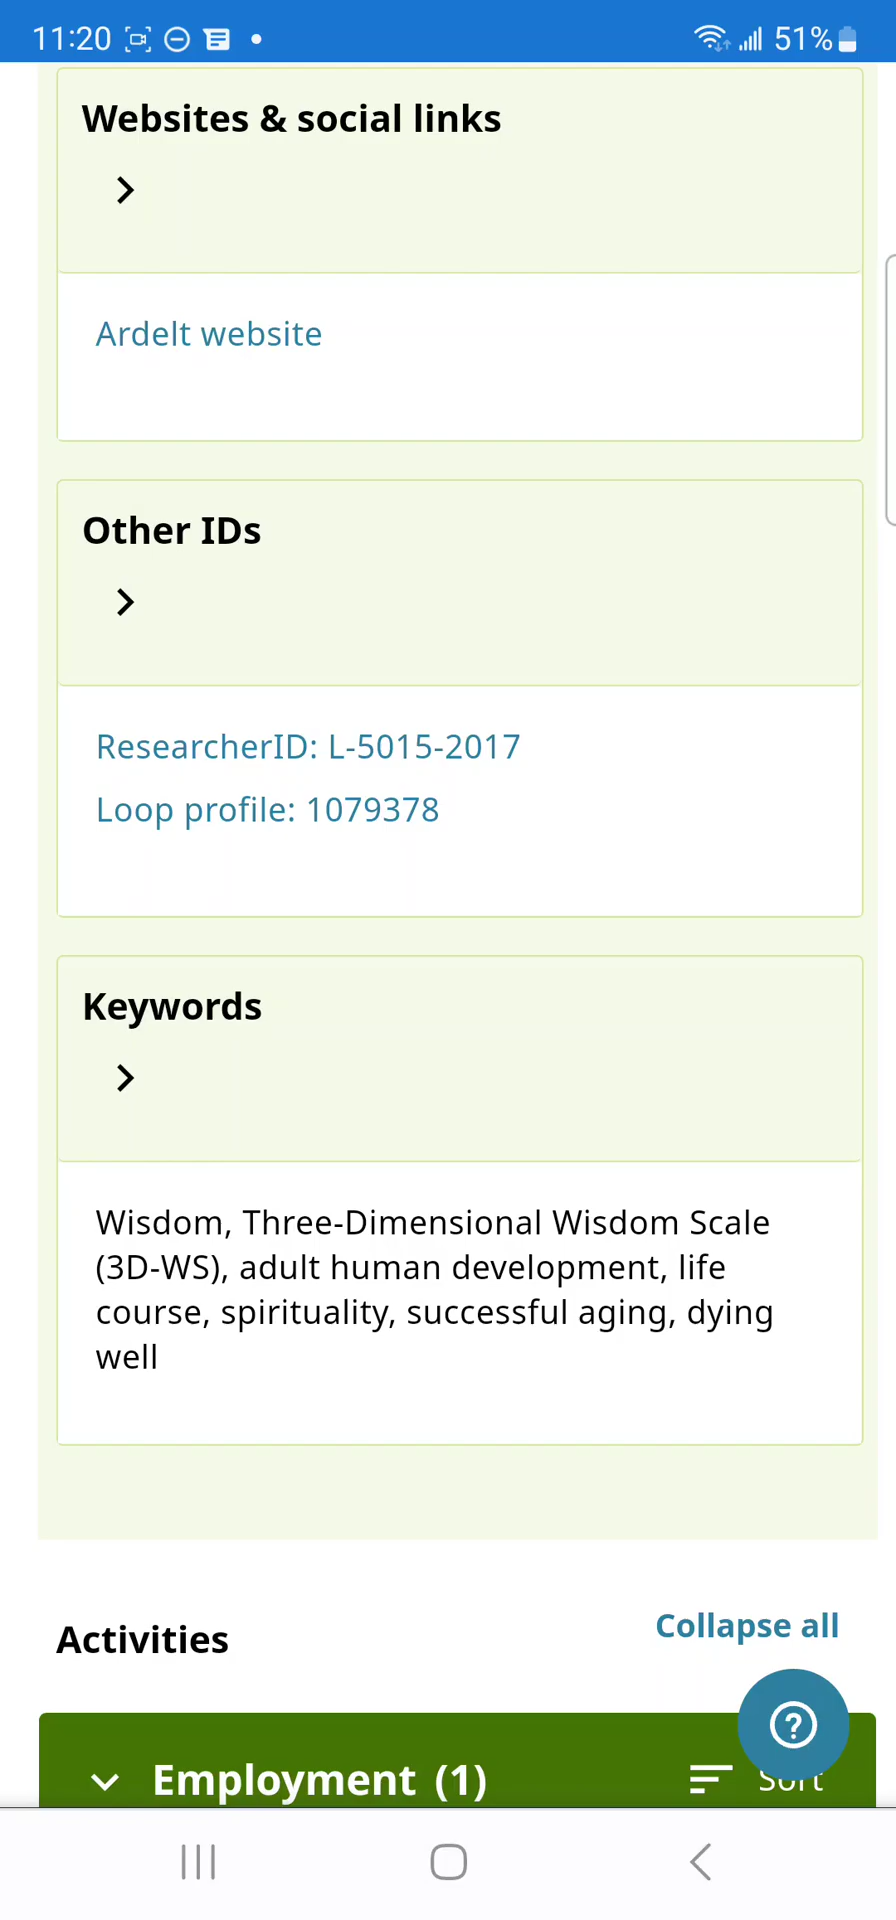 11:20
51%
Websites & social links
Ardelt website
Other IDs
ResearcherID: L-5015-2017
Loop profile: 1079378
Keywords
Wisdom, Three-Dimensional Wisdom Scale
(3D-WS), adult human development, life
course, spirituality, successful aging, dying
well
Activities
Collapse all
Employment (1)
Sort